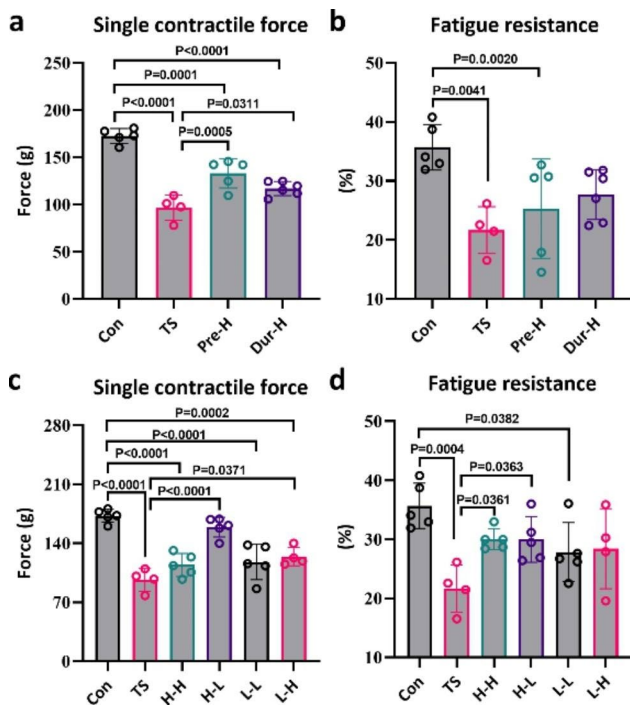 a
Single contractile force
P<0.0001
P=0.0001
P<0.0001
P=0.0311
P=0.0005
Force (g)
250
200
150
100
50
0
Con
TS
Pre-H
Dur-H
b
Fatigue resistance
P=0.0.0020
P=0.0041
(%)
50
40
30
20
10
Con
TS
Pre-H
Dur-H
c
Single contractile force
P=0.0002
P<0.0001
P<0.0001
P=0.0371
P<0.0001
P<0.0001
Force (g)
280
210
140
70
0
Con
TS
H-H
H-L
L-L
L-H
d
Fatigue resistance
P=0.0382
P=0.0004
P=0.0363
P=0.0361
(%)
50
40
30
20
10
Con
TS
H-H
H-L
L-L
L-H